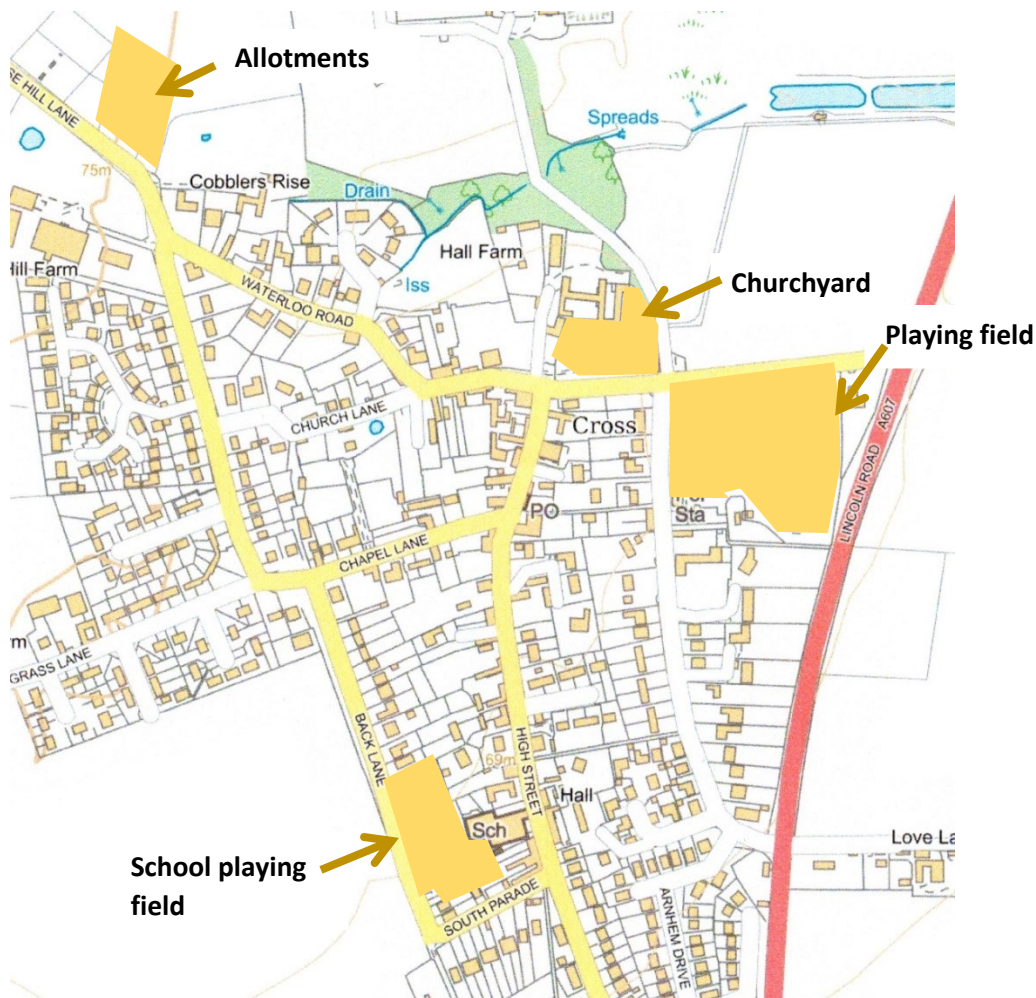 Allotments
SE HILL LANE
Spreads
75m
Cobblers Rise
Drain
Hall Farm
Hill Farm
Iss
WATERLOO ROAD
Churchyard
Playing field
CHURCH LANE
Cross
LINCOLN ROAD A607
PO
Sta
CHAPEL LANE
GRASS LANE
BACK LANE
HIGH STREET
69m
Hall
Sch
Love La
School playing
field
SOUTH PARADE
ARNHEM DRIVE